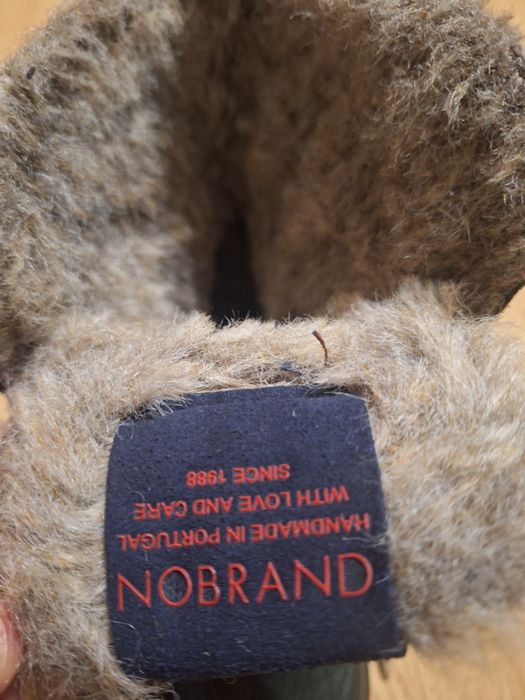 NOBRAND
HANDMADE IN PORTUGAL
WITH LOVE AND CARE
SINCE 1988